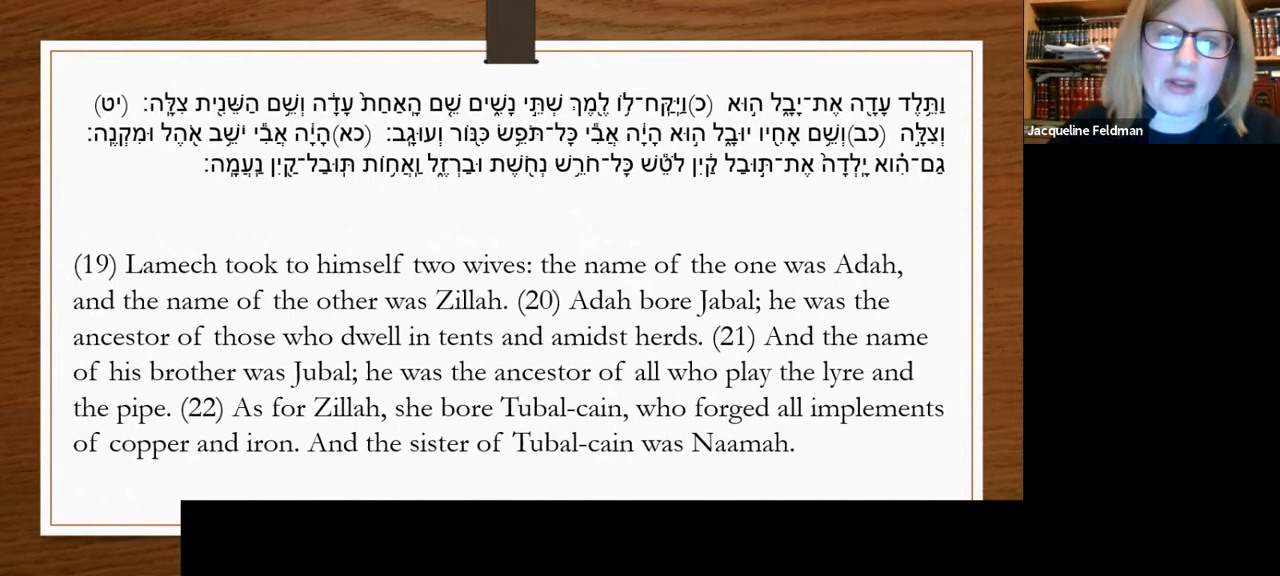 וַתֵּ֥לֶד עָדָ֖ה אֶת־יָבָ֑ל ה֣וּא (כ)וַיִּֽקַּֽח־ל֥וֹ לֶ֖מֶךְ שְׁתֵּ֣י נָשִׁ֑ים שֵׁ֤ם הָֽאַחַת֙ עָדָ֔ה וְשֵׁ֥ם הַשֵּׁנִ֖ית צִלָּֽה׃ (יט)
וְצִלָּ֣ה (כב)וְשֵׁ֥ם אָחִ֖יו יוּבָ֑ל ה֣וּא הָיָ֔ה אֲבִ֕י כָּל־תֹּפֵ֥שׂ כִּנּ֖וֹר וְעוּגָֽב׃ (כא)הָֽיָ֔ה אֲבִ֕י יֹשֵׁ֥ב אֹ֖הֶל וּמִקְנֶֽה׃
גַם־הִ֗וא יָֽלְדָה֙ אֶת־תּ֣וּבַל קַ֔יִן לֹטֵ֕שׁ כָּל־חֹרֵ֥שׁ נְחֹ֖שֶׁת וּבַרְזֶ֑ל וַֽאֲח֥וֹת תּֽוּבַל־קַ֖יִן נַֽעֲמָֽה׃
(19) Lamech took to himself two wives: the name of the one was Adah,
and the name of the other was Zillah. (20) Adah bore Jabal; he was the
ancestor of those who dwell in tents and amidst herds. (21) And the name
of his brother was Jubal; he was the ancestor of all who play the lyre and
the pipe. (22) As for Zillah, she bore Tubal-cain, who forged all implements
of copper and iron. And the sister of Tubal-cain was Naamah.
Jacqueline Feldman